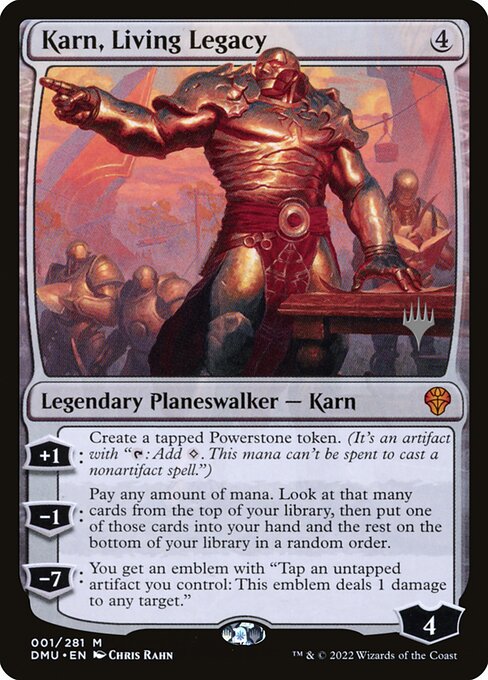 Karn, Living Legacy 4
Legendary Planeswalker — Karn
+1: Create a tapped Powerstone token. (It's an artifact
with "{T}: Add {C}. This mana can't be spent to cast a
nonartifact spell.")
−1: Pay any amount of mana. Look at that many
cards from the top of your library, then put one
of those cards into your hand and the rest on the
bottom of your library in a random order.
−7: You get an emblem with "Tap an untapped
artifact you control: This emblem deals 1 damage
to any target."
4
001/281 M
DMU • EN Chris Rahn
™ & © 2022 Wizards of the Coast